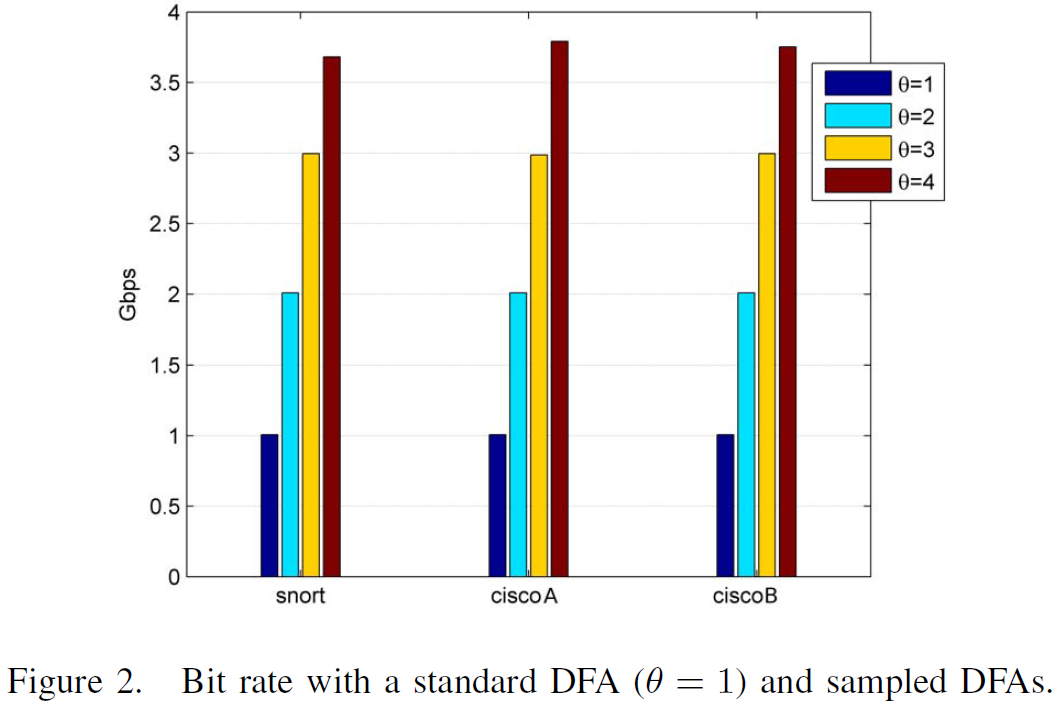 4
3.5
3
2.5
2
1.5
1
0.5
0
Gbps
snort ciscoA ciscoB
θ=1
θ=2
θ=3
θ=4
Figure 2. Bit rate with a standard DFA (θ = 1) and sampled DFAs.